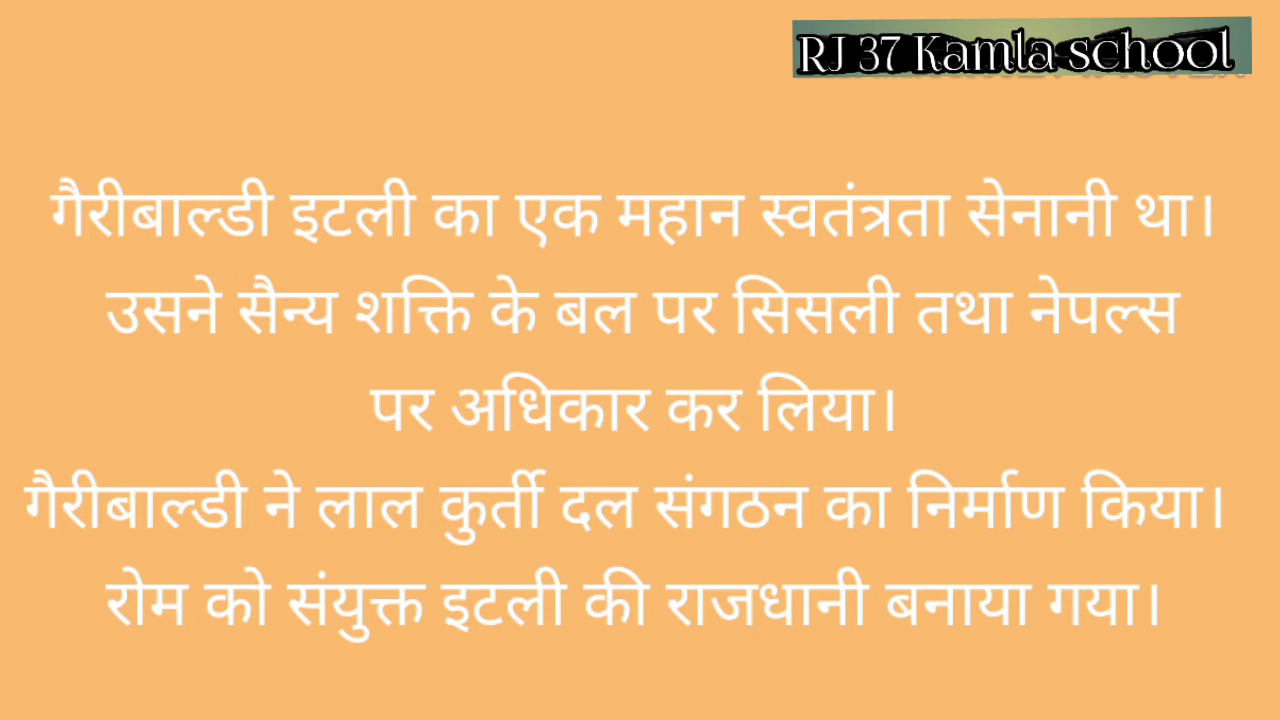 RJ 37 Kamla school
गैरीबाल्डी इटली का एक महान स्वतंत्रता सेनानी था।
उसने सैन्य शक्ति के बल पर सिसली तथा नेपल्स
पर अधिकार कर लिया।
गैरीबाल्डी ने लाल कुर्ती दल संगठन का निर्माण किया।
रोम को संयुक्त इटली की राजधानी बनाया गया।